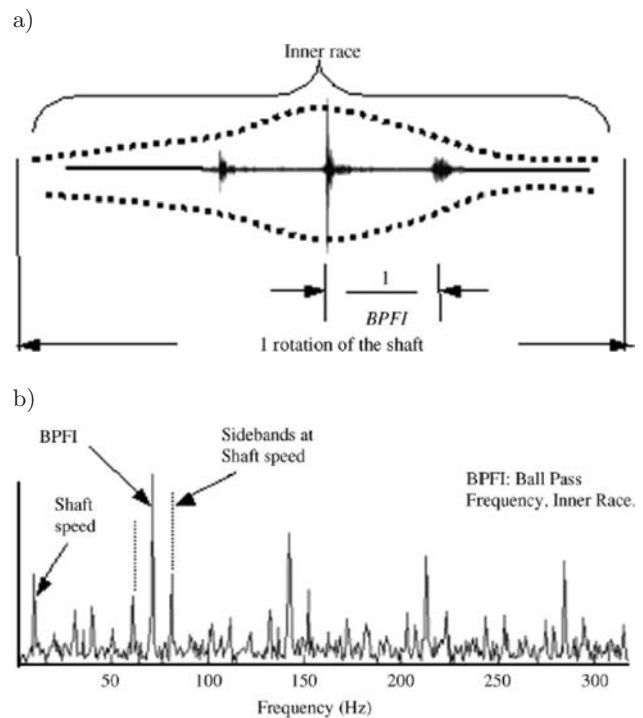 a)
Inner race
1
BPFI
1 rotation of the shaft
b)
BPFI
Sidebands at
Shaft speed
Shaft
speed
BPFI: Ball Pass
Frequency, Inner Race.
50
100
150
200
250
300
Frequency (Hz)